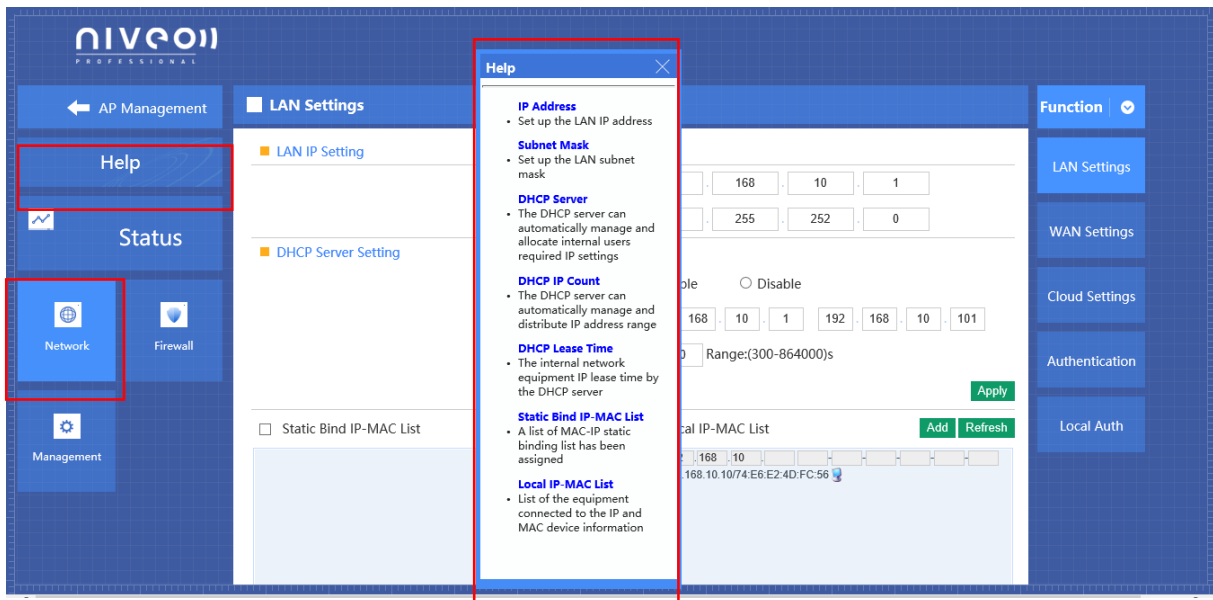 niveo
PROFESSIONAL
AP Management
Help
Status
Network
Firewall
Management
LAN Settings
LAN IP Setting
168 . 10 . 1
255 . 252 . 0
DHCP Server Setting
Disable
168 . 10 . 1 192 . 168 . 10 . 101
Range:(300-864000)s
Apply
Static Bind IP-MAC List
IP-MAC List
Add Refresh
.168 .10 . - - - - -
.168.10.10/74:E6:E2:4D:FC:56
Help
IP Address
• Set up the LAN IP address
Subnet Mask
• Set up the LAN subnet
mask
DHCP Server
• The DHCP server can
automatically manage and
allocate internal users
required IP settings
DHCP IP Count
• The DHCP server can
automatically manage and
distribute IP address range
DHCP Lease Time
• The internal network
equipment IP lease time by
the DHCP server
Static Bind IP-MAC List
• A list of MAC-IP static
binding list has been
assigned
Local IP-MAC List
• List of the equipment
connected to the IP and
MAC device information
Function
LAN Settings
WAN Settings
Cloud Settings
Authentication
Local Auth